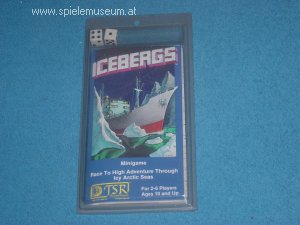 www.spielemuseum.at
ICEBERGS
Minigame
Race To High Adventure Through
Icy Arctic Seas
TSR
For 2-6 Players
Ages 10 and Up